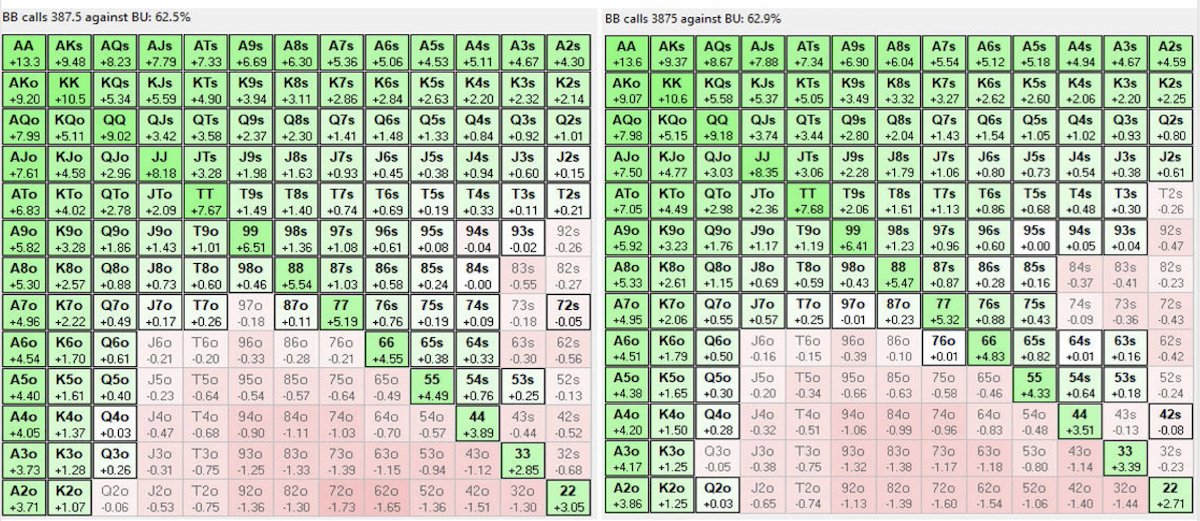 BB calls 387.5 against BU: 62.5%
AA AKs AQs AJs ATs A9s A8s A7s A6s A5s A4s A3s A2s
+13.3 +9.48 +8.23 +7.79 +7.33 +6.69 +6.30 +5.36 +5.06 +4.53 +5.11 +4.67 +4.30
AKo KK KQs KJs KTs K9s K8s K7s K6s K5s K4s K3s K2s
+9.20 +10.5 +5.34 +5.59 +4.90 +3.94 +3.11 +2.86 +2.84 +2.63 +2.20 +2.32 +2.14
AQo KQo QQ QJs QTs Q9s Q8s Q7s Q6s Q5s Q4s Q3s Q2s
+7.99 +5.11 +9.02 +3.42 +3.58 +2.37 +2.30 +1.41 +1.48 +1.33 +0.84 +0.92 +1.01
AJo KJo QJo JJ JTs J9s J8s J7s J6s J5s J4s J3s J2s
+7.61 +4.58 +2.96 +8.18 +3.28 +1.98 +1.63 +0.93 +0.45 +0.38 +0.94 +0.60 +0.15
ATo KTo QTo JTo TT T9s T8s T7s T6s T5s T4s T3s T2s
+6.83 +4.02 +2.78 +2.09 +7.67 +1.49 +1.40 +0.74 +0.69 +0.19 +0.33 +0.11 +0.21
A9o K9o Q9o J9o T9o 99 98s 97s 96s 95s 94s 93s 92s
+5.82 +3.28 +1.86 +1.43 +1.01 +6.51 +1.36 +1.08 +0.61 +0.08 -0.04 -0.02 -0.26
A8o K8o Q8o J8o T8o 98o 88 87s 86s 85s 84s 83s 82s
+5.30 +2.57 +0.88 +0.73 +0.60 +0.46 +5.54 +1.03 +0.58 +0.24 -0.00 -0.55 -0.27
A7o K7o Q7o J7o T7o 97o 87o 77 76s 75s 74s 73s 72s
+4.96 +2.22 +0.49 +0.17 +0.26 -0.18 +0.11 +5.19 +0.76 +0.19 +0.09 -0.18 -0.05
A6o K6o Q6o J6o T6o 96o 86o 76o 66 65s 64s 63s 62s
+4.54 +1.70 +0.61 -0.21 -0.20 -0.33 -0.28 -0.21 +4.55 +0.38 +0.33 -0.30 -0.56
A5o K5o Q5o J5o T5o 95o 85o 75o 65o 55 54s 53s 52s
+4.40 +1.61 +0.40 -0.23 -0.64 -0.54 -0.57 -0.64 -0.49 +4.49 +0.76 +0.25 -0.13
A4o K4o Q4o J4o T4o 94o 84o 74o 64o 54o 44 43s 42s
+4.05 +1.37 +0.03 -0.47 -0.68 -0.90 -1.11 -1.03 -0.70 -0.57 +3.89 -0.44 -0.52
A3o K3o Q3o J3o T3o 93o 83o 73o 63o 53o 43o 33 32s
+3.73 +1.28 +0.26 -0.31 -0.75 -1.25 -1.33 -1.39 -1.15 -0.94 -1.12 +2.85 -0.68
A2o K2o Q2o J2o T2o 92o 82o 72o 62o 52o 42o 32o 22
+3.71 +1.07 -0.06 -0.53 -0.75 -1.36 -1.30 -1.73 -1.65 -1.36 -1.51 -1.30 +3.05
BB calls 3875 against BU: 62.9%
AA AKs AQs AJs ATs A9s A8s A7s A6s A5s A4s A3s A2s
+13.6 +9.37 +8.67 +7.88 +7.34 +6.90 +6.04 +5.54 +5.12 +5.18 +4.94 +4.67 +4.59
AKo KK KQs KJs KTs K9s K8s K7s K6s K5s K4s K3s K2s
+9.07 +10.6 +5.58 +5.37 +5.05 +3.49 +3.32 +3.27 +2.62 +2.60 +2.06 +2.20 +2.25
AQo KQo QQ QJs QTs Q9s Q8s Q7s Q6s Q5s Q4s Q3s Q2s
+7.98 +5.15 +9.18 +3.74 +3.44 +2.80 +2.04 +1.43 +1.54 +1.05 +1.02 +0.93 +0.80
AJo KJo QJo JJ JTs J9s J8s J7s J6s J5s J4s J3s J2s
+7.50 +4.77 +3.03 +8.35 +3.06 +2.28 +1.79 +1.06 +0.80 +0.73 +0.54 +0.38 +0.61
ATo KTo QTo JTo TT T9s T8s T7s T6s T5s T4s T3s T2s
+7.05 +4.49 +2.98 +2.36 +7.68 +2.06 +1.61 +1.13 +0.86 +0.68 +0.48 +0.30 -0.26
A9o K9o Q9o J9o T9o 99 98s 97s 96s 95s 94s 93s 92s
+5.92 +3.23 +1.76 +1.17 +1.19 +6.41 +1.23 +0.96 +0.60 +0.00 +0.05 +0.04 -0.47
A8o K8o Q8o J8o T8o 98o 88 87s 86s 85s 84s 83s 82s
+5.33 +2.61 +1.15 +0.69 +0.59 +0.43 +5.47 +0.87 +0.28 +0.16 -0.37 -0.41 -0.23
A7o K7o Q7o J7o T7o 97o 87o 77 76s 75s 74s 73s 72s
+4.95 +2.06 +0.55 +0.57 +0.25 -0.01 +0.23 +5.32 +0.88 +0.43 -0.09 -0.36 -0.43
A6o K6o Q6o J6o T6o 96o 86o 76o 66 65s 64s 63s 62s
+4.51 +1.79 +0.50 -0.16 -0.15 -0.39 -0.10 +0.01 +4.83 +0.82 +0.01 +0.16 -0.42
A5o K5o Q5o J5o T5o 95o 85o 75o 65o 55 54s 53s 52s
+4.38 +1.65 +0.30 -0.20 -0.34 -0.66 -0.63 -0.58 -0.46 +4.33 +0.64 +0.18 -0.24
A4o K4o Q4o J4o T4o 94o 84o 74o 64o 54o 44 43s 42s
+4.20 +1.50 +0.28 -0.32 -0.51 -1.06 -0.99 -0.96 -0.83 -0.48 +3.51 -0.13 -0.08
A3o K3o Q3o J3o T3o 93o 83o 73o 63o 53o 43o 33 32s
+4.17 +1.25 -0.05 -0.38 -0.75 -1.32 -1.38 -1.17 -1.18 -0.80 -1.14 +3.39 -0.23
A2o K2o Q2o J2o T2o 92o 82o 72o 62o 52o 42o 32o 22
+3.86 +1.25 +0.03 -0.65 -0.74 -1.13 -1.39 -1.60 -1.54 -1.06 -1.40 -1.44 +2.71